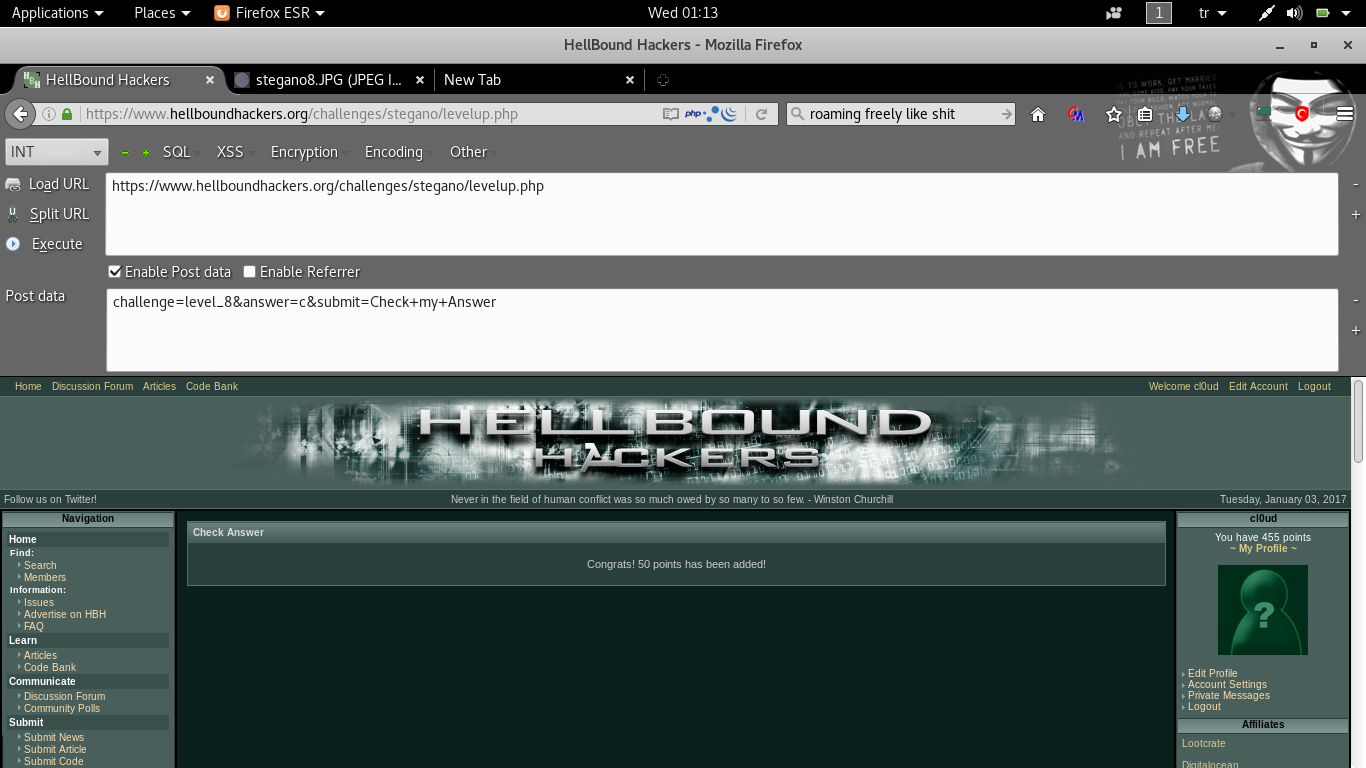 Applications Places Firefox ESR Wed 01:13 1 tr
HellBound Hackers - Mozilla Firefox
HellBound Hackers stegano8.JPG (JPEG I... New Tab
https://www.hellboundhackers.org/challenges/stegano/levelup.php php roaming freely like shit
AND REPEAT AFTER ME
I AM FREE
INT SQL XSS Encryption Encoding Other
Load URL https://www.hellboundhackers.org/challenges/stegano/levelup.php
Split URL
Execute
Enable Post data Enable Referrer
Post data challenge=level_8&answer=c&submit=Check+my+Answer
Home Discussion Forum Articles Code Bank Welcome cl0ud Edit Account Logout
HELLBOUND
HACKERS
Follow us on Twitter! Never in the field of human conflict was so much owed by so many to so few. - Winston Churchill Tuesday, January 03, 2017
Navigation
Home
Find:
Search
Members
Information:
Issues
Advertise on HBH
FAQ
Learn
Articles
Code Bank
Communicate
Discussion Forum
Community Polls
Submit
Submit News
Submit Article
Submit Code
Check Answer
Congrats! 50 points has been added!
cl0ud
You have 455 points
~ My Profile ~
?
Edit Profile
Account Settings
Private Messages
Logout
Affiliates
Lootcrate
Digitalocean